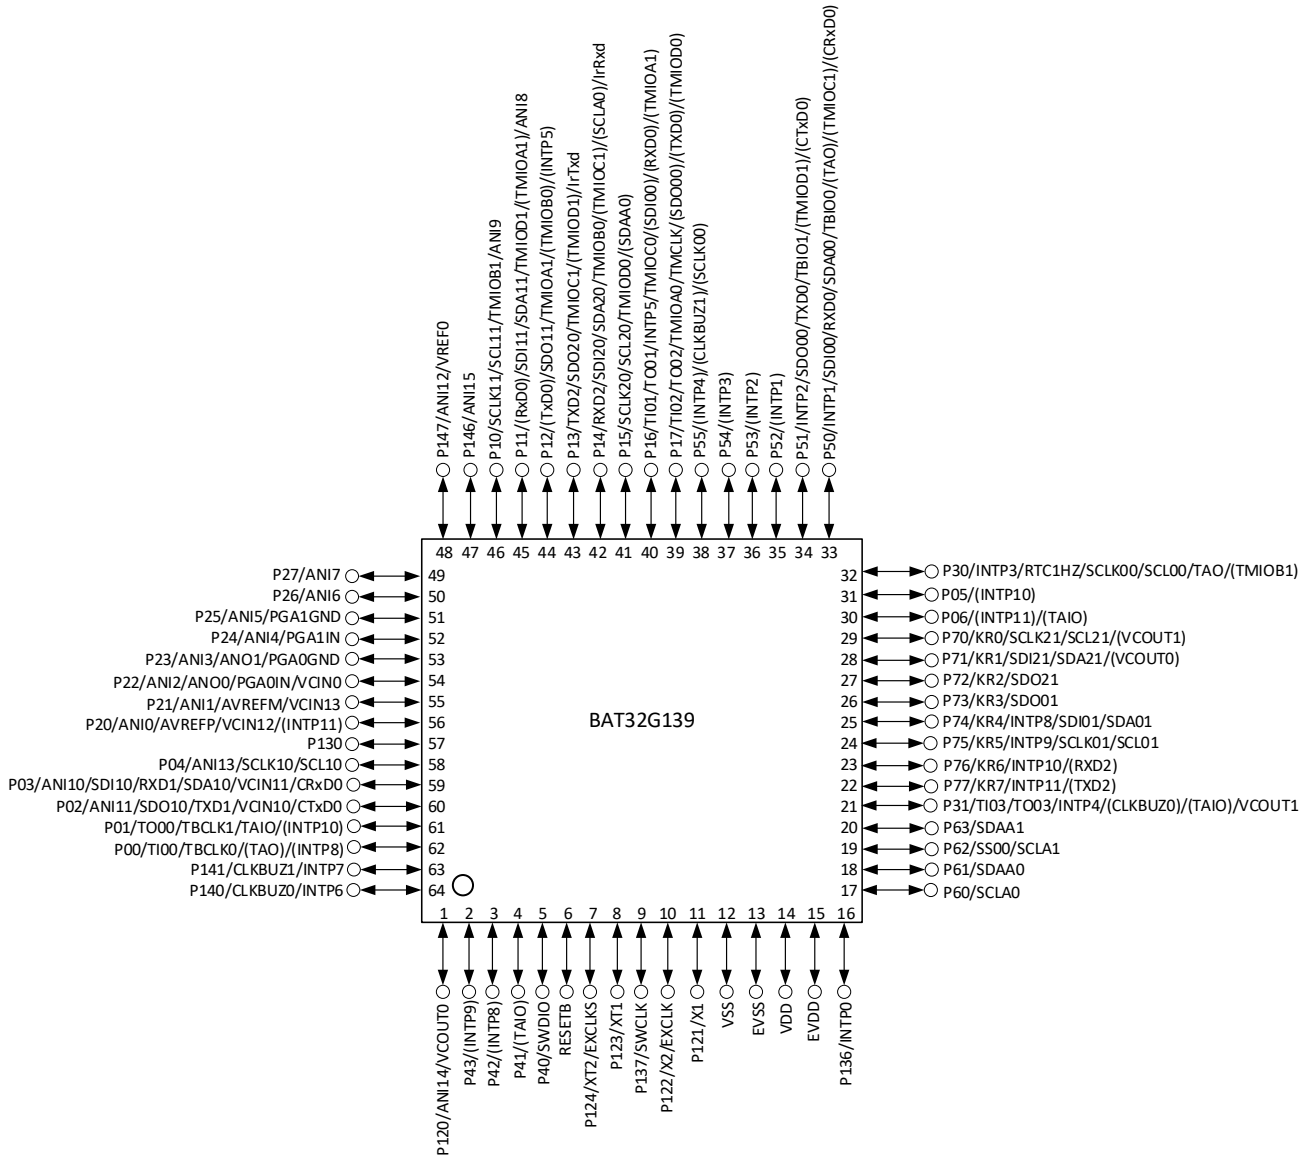 P147/ANI12/VREF0
P146/ANI15
P10/SCLK11/SCL11/TMIOB1/ANI9
P11/(RxD0)/SDI11/SDA11/TMIOD1/(TMIOA1)/ANI8
P12/(TxD0)/SDO11/TMIOA1/(TMIOB0)/(INTP5)
P13/TXD2/SDO20/TMIOC1/(TMIOD1)/IrTxd
P14/RXD2/SDI20/SDA20/TMIOB0/(TMIOC1)/(SCLA0)/IrRxd
P15/SCLK20/SCL20/TMIOD0/(SDAA0)
P16/TI01/TO01/INTP5/TMIOC0/(SDI00)/(RXD0)/(TMIOA1)
P17/TI02/TO02/TMIOA0/TMCLK/(SDO00)/(TXD0)/(TMIOD0)
P55/(INTP4)/(CLKBUZ1)/(SCLK00)
P54/(INTP3)
P53/(INTP2)
P52/(INTP1)
P51/INTP2/SDO00/TXD0/TBIO1/(TMIOD1)/(CTxD0)
P50/INTP1/SDI00/RXD0/SDA00/TBIO0/(TAO)/(TMIOC1)/(CRxD0)
48 47 46 45 44 43 42 41 40 39 38 37 36 35 34 33
P27/ANI7 49
P26/ANI6 50
P25/ANI5/PGA1GND 51
P24/ANI4/PGA1IN 52
P23/ANI3/ANO1/PGA0GND 53
P22/ANI2/ANO0/PGA0IN/VCIN0 54
P21/ANI1/AVREFM/VCIN13 55
P20/ANI0/AVREFP/VCIN12/(INTP11) 56
P130 57
P04/ANI13/SCLK10/SCL10 58
P03/ANI10/SDI10/RXD1/SDA10/VCIN11/CRxD0 59
P02/ANI11/SDO10/TXD1/VCIN10/CTxD0 60
P01/TO00/TBCLK1/TAIO/(INTP10) 61
P00/TI00/TBCLK0/(TAO)/(INTP8) 62
P141/CLKBUZ1/INTP7 63
P140/CLKBUZ0/INTP6 64
BAT32G139
32 P30/INTP3/RTC1HZ/SCLK00/SCL00/TAO/(TMIOB1)
31 P05/(INTP10)
30 P06/(INTP11)/(TAIO)
29 P70/KR0/SCLK21/SCL21/(VCOUT1)
28 P71/KR1/SDI21/SDA21/(VCOUT0)
27 P72/KR2/SDO21
26 P73/KR3/SDO01
25 P74/KR4/INTP8/SDI01/SDA01
24 P75/KR5/INTP9/SCLK01/SCL01
23 P76/KR6/INTP10/(RXD2)
22 P77/KR7/INTP11/(TXD2)
21 P31/TI03/TO03/INTP4/(CLKBUZ0)/(TAIO)/VCOUT1
20 P63/SDAA1
19 P62/SS00/SCLA1
18 P61/SDAA0
17 P60/SCLA0
1 2 3 4 5 6 7 8 9 10 11 12 13 14 15 16
P120/ANI14/VCOUT0
P43/(INTP9)
P42/(INTP8)
P41/(TAIO)
P40/SWDIO
RESETB
P124/XT2/EXCLKS
P123/XT1
P137/SWCLK
P122/X2/EXCLK
P121/X1
VSS
EVSS
VDD
EVDD
P136/INTP0